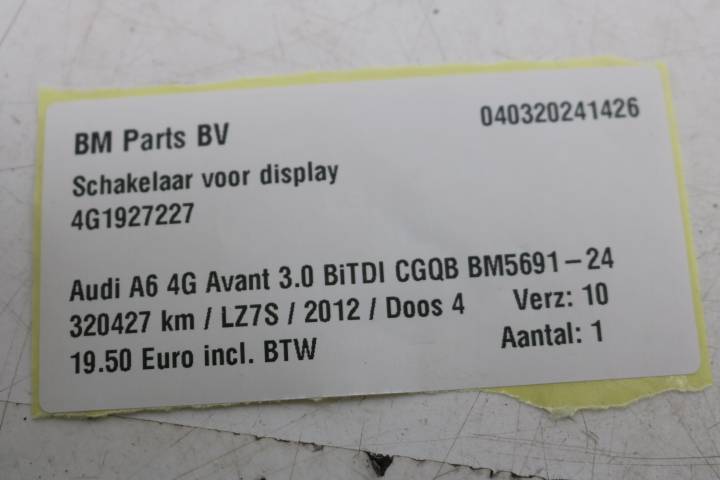 BM Parts BV 040320241426
Schakelaar voor display
4G1927227
Audi A6 4G Avant 3.0 BiTDI CGQB BM5691-24
320427 km / LZ7S / 2012 / Doos 4 Verz: 10
19.50 Euro incl. BTW Aantal: 1